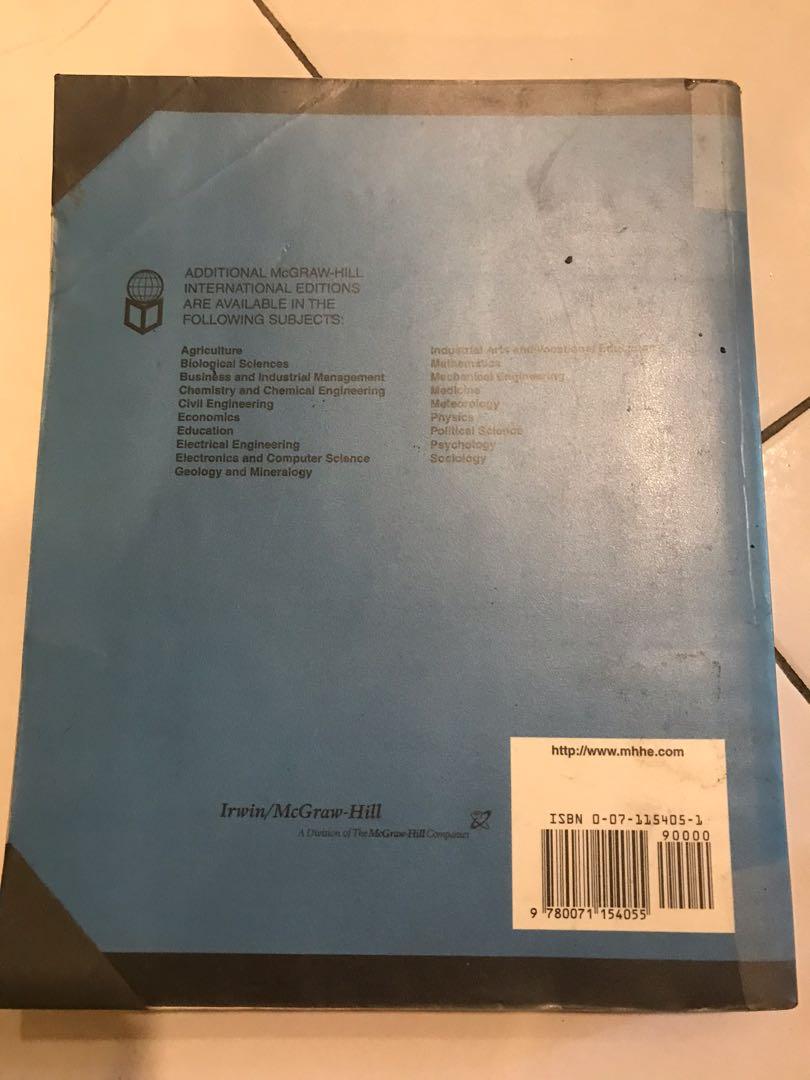 ADDITIONAL McGRAW-HILL
INTERNATIONAL EDITIONS
ARE AVAILABLE IN THE
FOLLOWING SUBJECTS:
Agriculture
Biological Sciences
Business and Industrial Management
Chemistry and Chemical Engineering
Civil Engineering
Economics
Education
Electrical Engineering
Electronics and Computer Science
Geology and Mineralogy
Industrial Arts and Vocational Education
Mathematics
Mechanical Engineering
Medicine
Meteorology
Physics
Political Science
Psychology
Sociology
http://www.mhhe.com
Irwin/McGraw-Hill
A Division of The McGraw-Hill Companies
ISBN 0-07-115405-1
90000
9 780071 154055